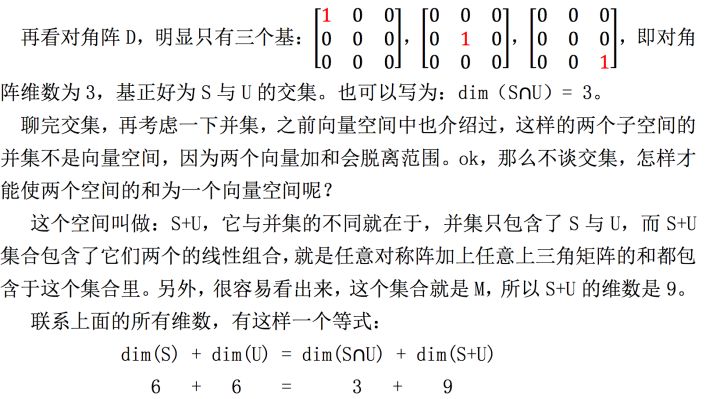 再看对角阵 D，明显只有三个基：[1 0 0; 0 0 0; 0 0 0]，[0 0 0; 0 1 0; 0 0 0]，[0 0 0; 0 0 0; 0 0 1]，即对角
阵维数为 3，基正好为 S 与 U 的交集。也可以写为：dim（S∩U）= 3。
聊完交集，再考虑一下并集，之前向量空间中也介绍过，这样的两个子空间的
并集不是向量空间，因为两个向量加和会脱离范围。ok，那么不谈交集，怎样才
能使两个空间的和为一个向量空间呢？
这个空间叫做：S+U，它与并集的不同就在于，并集只包含了 S 与 U，而 S+U
集合包含了它们两个的线性组合，就是任意对称阵加上任意上三角矩阵的和都包
含于这个集合里。另外，很容易看出来，这个集合就是 M，所以 S+U 的维数是 9。
联系上面的所有维数，有这样一个等式：
dim(S) + dim(U) = dim(S∩U) + dim(S+U)
6 + 6 = 3 + 9